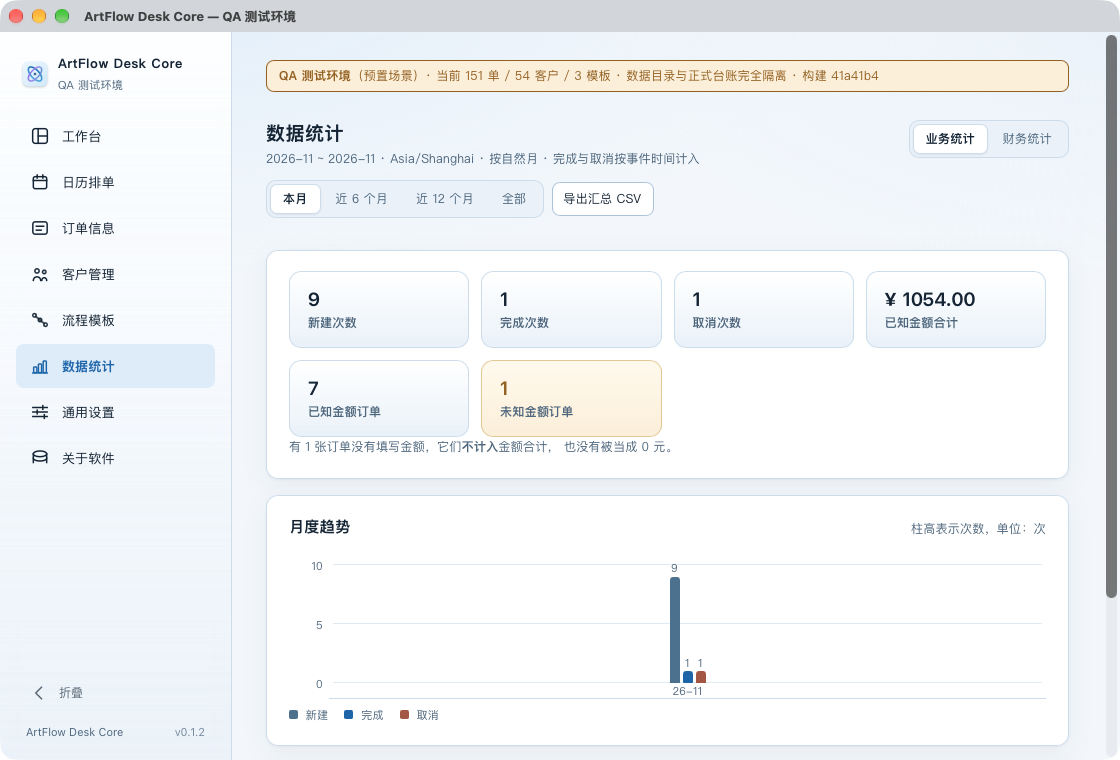 ArtFlow Desk Core — QA 测试环境
ArtFlow Desk Core
QA 测试环境
工作台
日历排单
订单信息
客户管理
流程模板
数据统计
通用设置
关于软件
折叠
ArtFlow Desk Core v0.1.2
QA 测试环境（预置场景）· 当前 151 单 / 54 客户 / 3 模板 · 数据目录与正式台账完全隔离 · 构建 41a41b4
数据统计
2026–11 ~ 2026–11 · Asia/Shanghai · 按自然月 · 完成与取消按事件时间计入
业务统计 财务统计
本月 近 6 个月 近 12 个月 全部 导出汇总 CSV
9
新建次数
1
完成次数
1
取消次数
¥ 1054.00
已知金额合计
7
已知金额订单
1
未知金额订单
有 1 张订单没有填写金额，它们不计入金额合计， 也没有被当成 0 元。
月度趋势
柱高表示次数，单位：次
10
5
0
9
1 1
26–11
新建 完成 取消